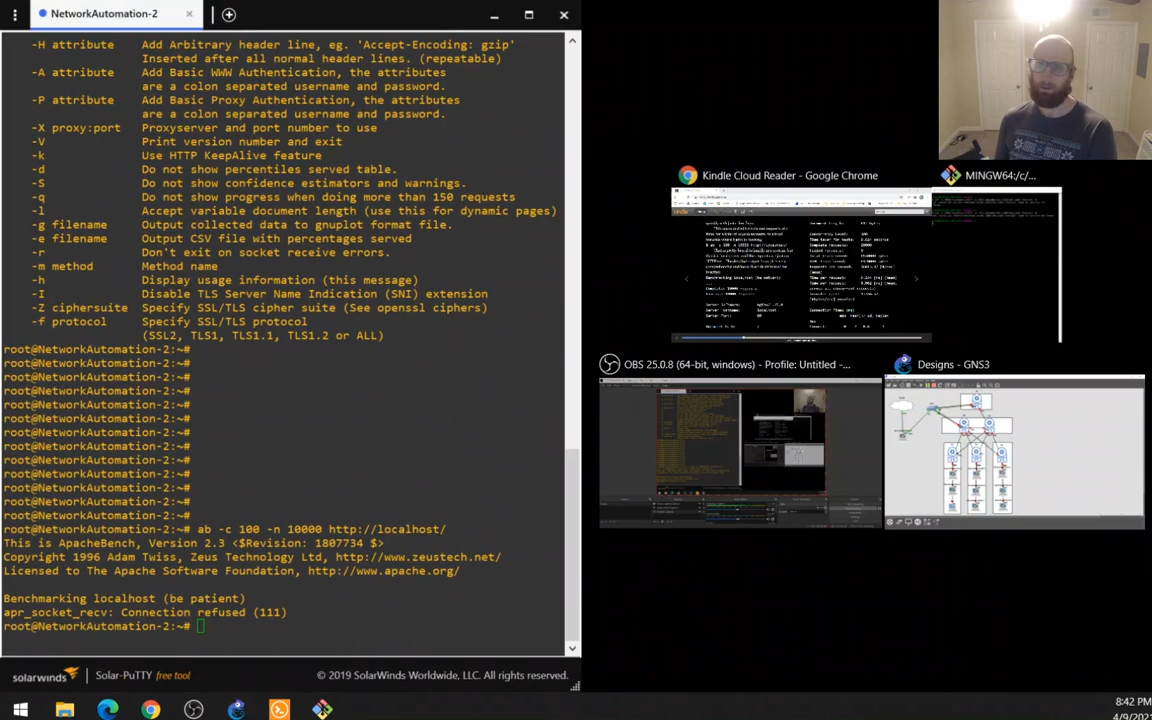 NetworkAutomation-2
-H attribute    Add Arbitrary header line, eg. 'Accept-Encoding: gzip'
Inserted after all normal header lines. (repeatable)
-A attribute    Add Basic WWW Authentication, the attributes
are a colon separated username and password.
-P attribute    Add Basic Proxy Authentication, the attributes
are a colon separated username and password.
-X proxy:port   Proxyserver and port number to use
-V              Print version number and exit
-k              Use HTTP KeepAlive feature
-d              Do not show percentiles served table.
-S              Do not show confidence estimators and warnings.
-q              Do not show progress when doing more than 150 requests
-l              Accept variable document length (use this for dynamic pages)
-g filename     Output collected data to gnuplot format file.
-e filename     Output CSV file with percentages served
-r              Don't exit on socket receive errors.
-m method       Method name
-h              Display usage information (this message)
-I              Disable TLS Server Name Indication (SNI) extension
-Z ciphersuite  Specify SSL/TLS cipher suite (See openssl ciphers)
-f protocol     Specify SSL/TLS protocol
(SSL2, TLS1, TLS1.1, TLS1.2 or ALL)
root@NetworkAutomation-2:~#
root@NetworkAutomation-2:~#
root@NetworkAutomation-2:~#
root@NetworkAutomation-2:~#
root@NetworkAutomation-2:~#
root@NetworkAutomation-2:~#
root@NetworkAutomation-2:~#
root@NetworkAutomation-2:~#
root@NetworkAutomation-2:~#
root@NetworkAutomation-2:~#
root@NetworkAutomation-2:~#
root@NetworkAutomation-2:~#
root@NetworkAutomation-2:~#
root@NetworkAutomation-2:~# ab -c 100 -n 10000 http://localhost/
This is ApacheBench, Version 2.3 <$Revision: 1807734 $>
Copyright 1996 Adam Twiss, Zeus Technology Ltd, http://www.zeustech.net/
Licensed to The Apache Software Foundation, http://www.apache.org/
Benchmarking localhost (be patient)
apr_socket_recv: Connection refused (111)
root@NetworkAutomation-2:~#
solarwinds Solar-PuTTY free tool © 2019 SolarWinds Worldwide, LLC. All rights reserved.
Kindle Cloud Reader - Google Chrome
MINGW64:/c/...
OBS 25.0.8 (64-bit, windows) - Profile: Untitled -...
Designs - GNS3
8:42 PM